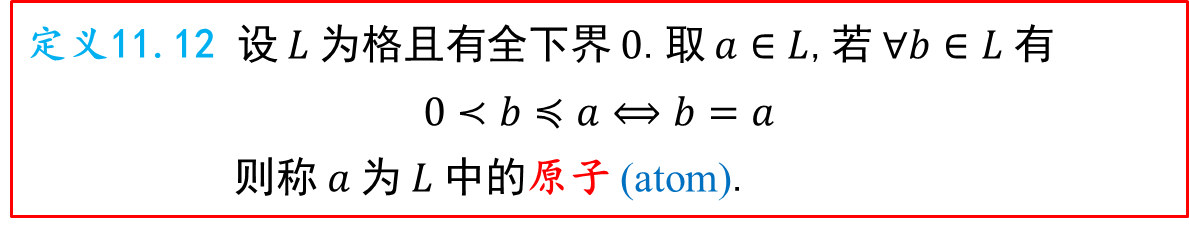 定义11.12 设 L 为格且有全下界 0. 取 a ∈ L, 若 ∀b ∈ L 有
0 ≺ b ≼ a ⟺ b = a
则称 a 为 L 中的原子 (atom).